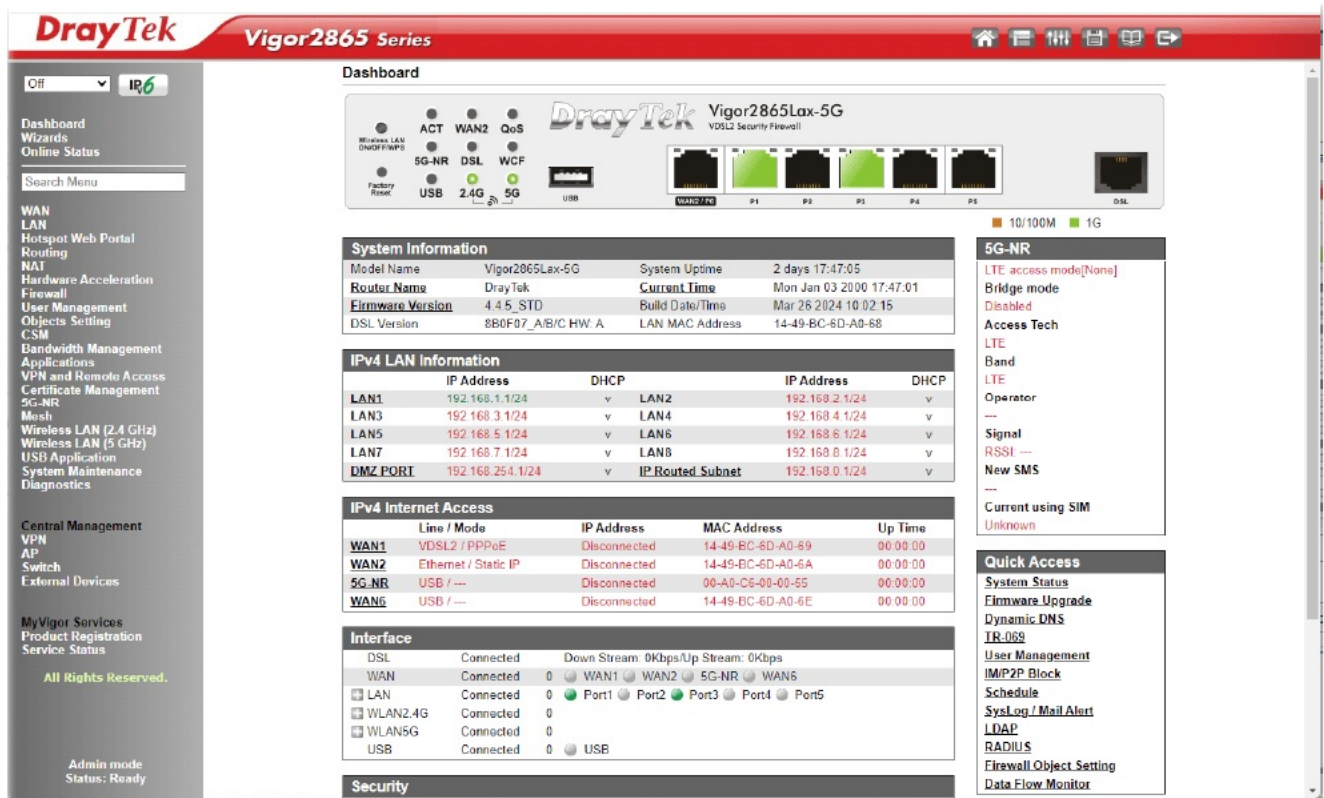 DrayTek
Vigor2865 Series
Off
IPv6
Dashboard
Wizards
Online Status
Search Menu
WAN
LAN
Hotspot Web Portal
Routing
NAT
Hardware Acceleration
Firewall
User Management
Objects Setting
CSM
Bandwidth Management
Applications
VPN and Remote Access
Certificate Management
5G-NR
Mesh
Wireless LAN (2.4 GHz)
Wireless LAN (5 GHz)
USB Application
System Maintenance
Diagnostics
Central Management
VPN
AP
Switch
External Devices
MyVigor Services
Product Registration
Service Status
All Rights Reserved.
Admin mode
Status: Ready
Dashboard
Wireless LAN
ON/OFF/WPS
Factory
Reset
ACT WAN2 QoS
5G-NR DSL WCF
USB 2.4G 5G
USB
DrayTek
Vigor2865Lax-5G
VDSL2 Security Firewall
WAN2 / P6 P1 P2 P3 P4 P5
DSL
10/100M 1G
System Information
Model Name Vigor2865Lax-5G System Uptime 2 days 17:47:05
Router Name DrayTek Current Time Mon Jan 03 2000 17:47:01
Firmware Version 4.4.5_STD Build Date/Time Mar 26 2024 10:02:15
DSL Version 8B0F07_A/B/C HW: A LAN MAC Address 14-49-BC-6D-A0-68
IPv4 LAN Information
IP Address DHCP IP Address DHCP
LAN1 192.168.1.1/24 v LAN2 192.168.2.1/24 v
LAN3 192.168.3.1/24 v LAN4 192.168.4.1/24 v
LAN5 192.168.5.1/24 v LAN6 192.168.6.1/24 v
LAN7 192.168.7.1/24 v LAN8 192.168.8.1/24 v
DMZ PORT 192.168.254.1/24 v IP Routed Subnet 192.168.0.1/24 v
IPv4 Internet Access
Line / Mode IP Address MAC Address Up Time
WAN1 VDSL2 / PPPoE Disconnected 14-49-BC-6D-A0-69 00:00:00
WAN2 Ethernet / Static IP Disconnected 14-49-BC-6D-A0-6A 00:00:00
5G-NR USB / --- Disconnected 00-A0-C6-00-00-55 00:00:00
WAN6 USB / --- Disconnected 14-49-BC-6D-A0-6E 00:00:00
Interface
DSL Connected Down Stream: 0Kbps/Up Stream: 0Kbps
WAN Connected 0 WAN1 WAN2 5G-NR WAN6
LAN Connected 0 Port1 Port2 Port3 Port4 Port5
WLAN2.4G Connected 0
WLAN5G Connected 0
USB Connected 0 USB
Security
5G-NR
LTE access mode[None]
Bridge mode
Disabled
Access Tech
LTE
Band
LTE
Operator
---
Signal
RSSI: ---
New SMS
---
Current using SIM
Unknown
Quick Access
System Status
Firmware Upgrade
Dynamic DNS
TR-069
User Management
IM/P2P Block
Schedule
SysLog / Mail Alert
LDAP
RADIUS
Firewall Object Setting
Data Flow Monitor